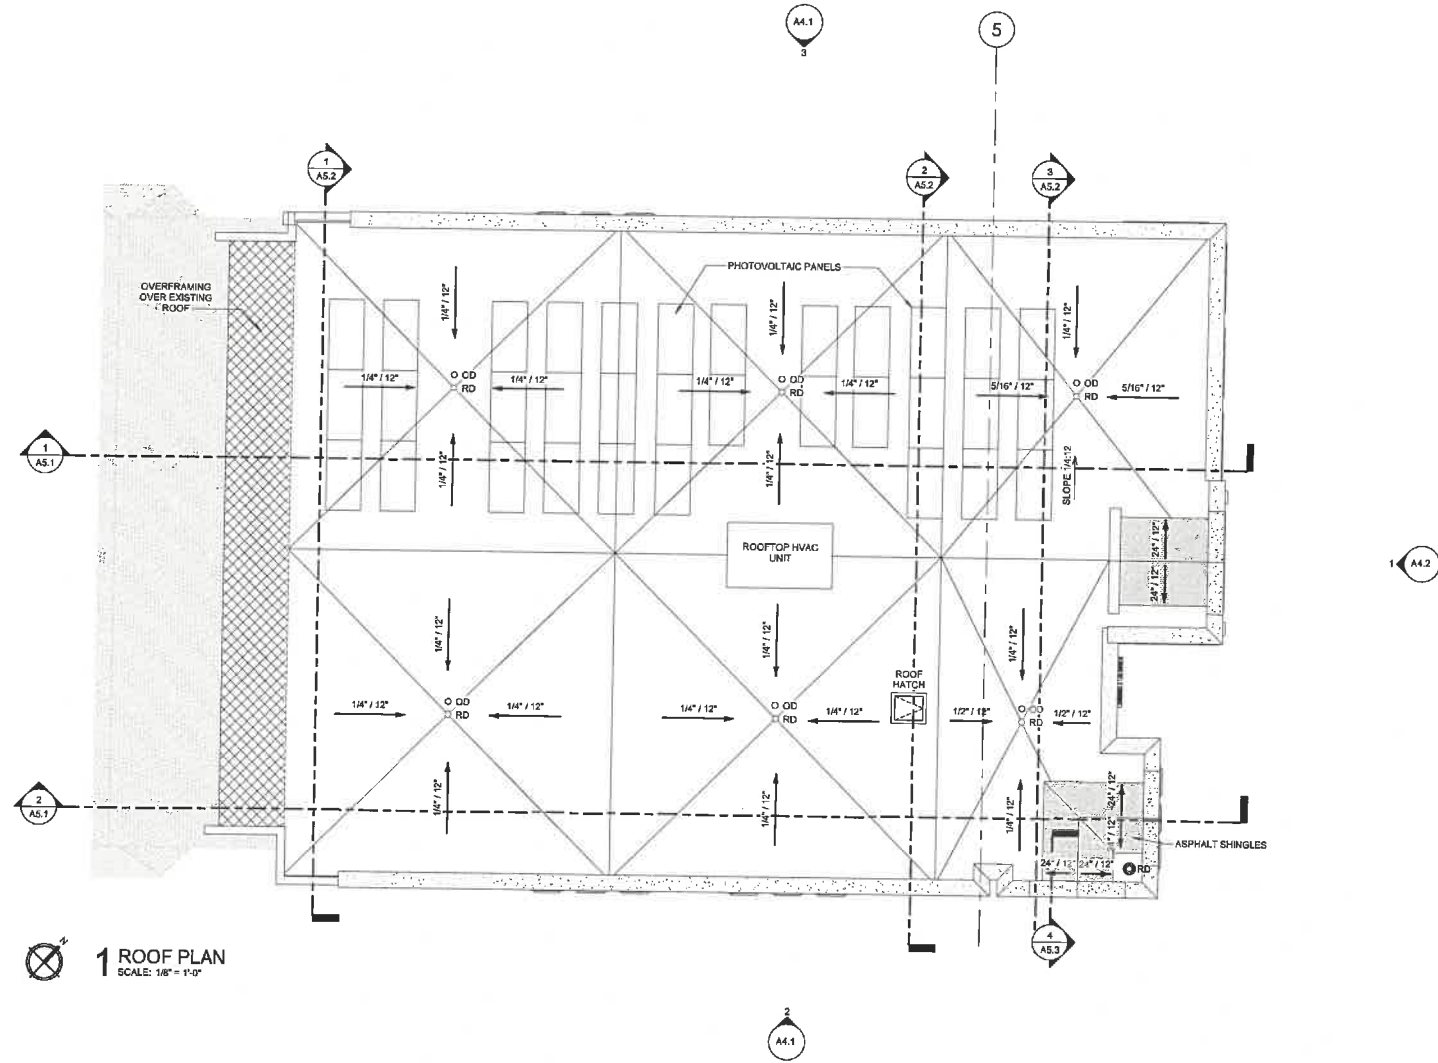 A4.1
3
5
1
A5.2
2
A5.2
3
A5.2
OVERFRAMING
OVER EXISTING
ROOF
PHOTOVOLTAIC PANELS
1/4" / 12"
1/4" / 12"
1/4" / 12"
OD
RD
OD
RD
OD
RD
1/4" / 12"
1/4" / 12"
1/4" / 12"
1/4" / 12"
5/16" / 12"
5/16" / 12"
1
A5.1
1/4" / 12"
1/4" / 12"
SLOPE 1/4:12
ROOFTOP HVAC
UNIT
24" / 12"
24" / 12"
1
A4.2
1/4" / 12"
1/4" / 12"
1/4" / 12"
ROOF
HATCH
OD
RD
OD
RD
OD
RD
1/4" / 12"
1/4" / 12"
1/4" / 12"
1/4" / 12"
1/2" / 12"
1/2" / 12"
2
A5.1
1/4" / 12"
1/4" / 12"
1/4" / 12"
24" / 12"
24" / 12"
ASPHALT SHINGLES
24" / 12"
24" / 12"
RD
4
A5.3
N
1 ROOF PLAN
SCALE: 1/8" = 1'-0"
2
A4.1